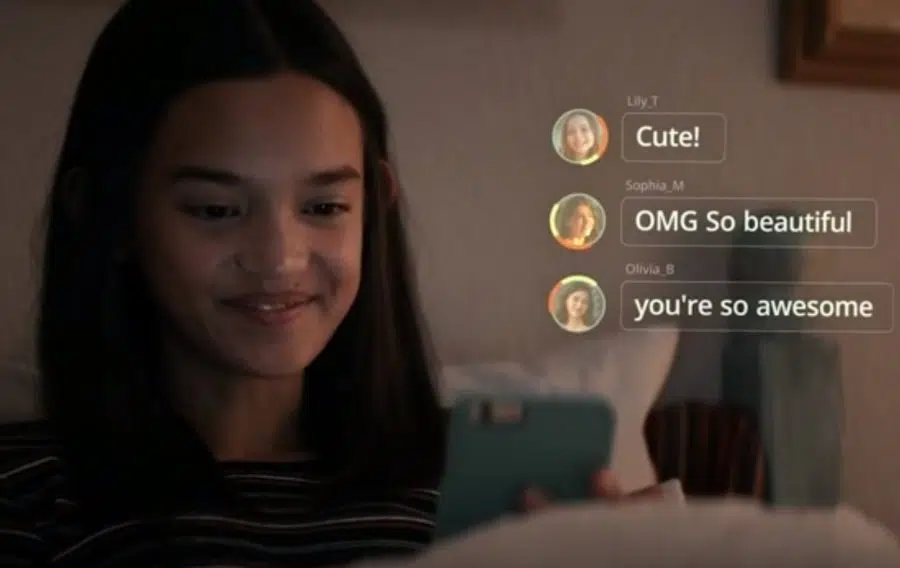 Lily_T
Cute!
Sophia_M
OMG So beautiful
Olivia_B
you're so awesome